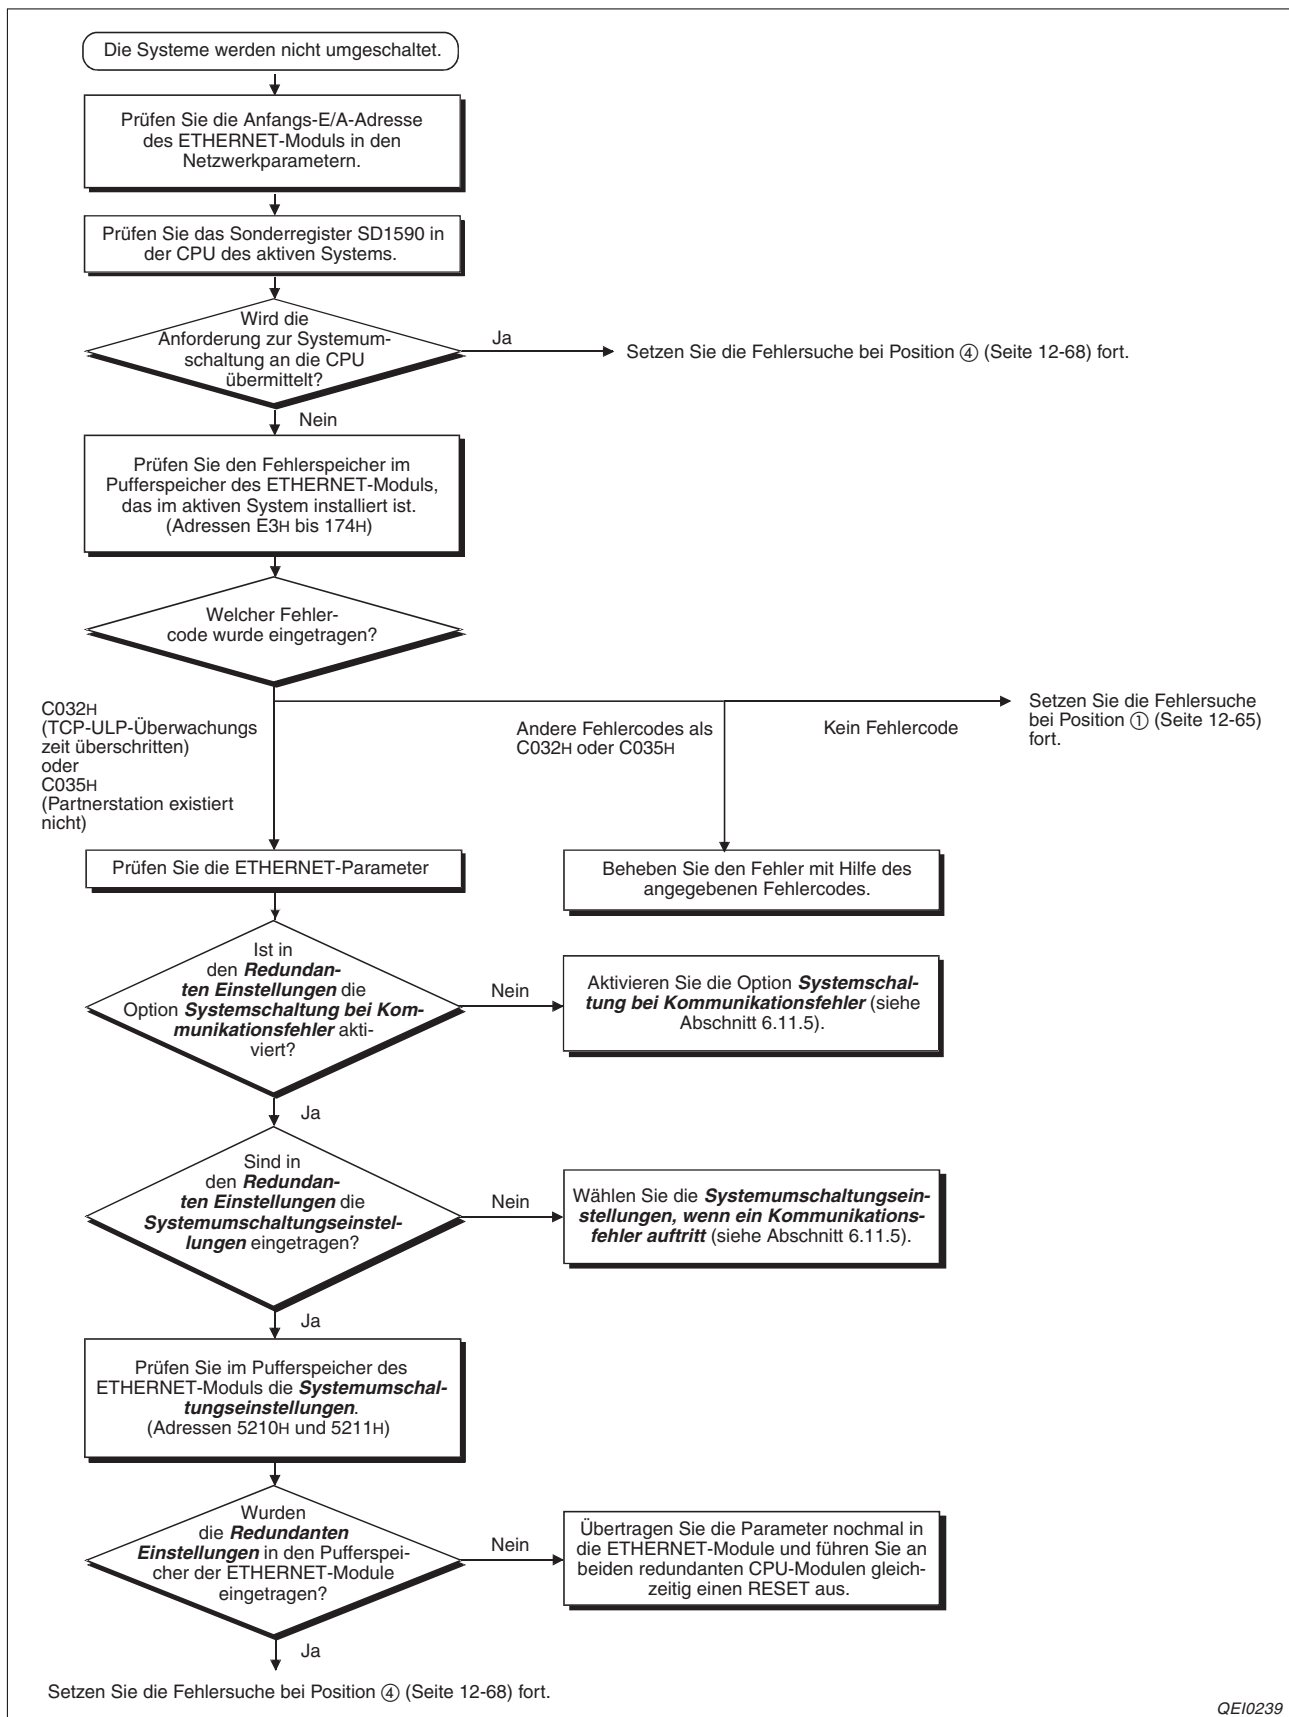 Die Systeme werden nicht umgeschaltet.
Prüfen Sie die Anfangs-E/A-Adresse
des ETHERNET-Moduls in den
Netzwerkparametern.
Prüfen Sie das Sonderregister SD1590 in
der CPU des aktiven Systems.
Wird die
Anforderung zur Systemum-
schaltung an die CPU
übermittelt?
Ja
Setzen Sie die Fehlersuche bei Position ④ (Seite 12-68) fort.
Nein
Prüfen Sie den Fehlerspeicher im
Pufferspeicher des ETHERNET-Moduls,
das im aktiven System installiert ist.
(Adressen E3H bis 174H)
Welcher Fehler-
code wurde eingetragen?
C032H
(TCP-ULP-Überwachungs
zeit überschritten)
oder
C035H
(Partnerstation existiert
nicht)
Andere Fehlercodes als
C032H oder C035H
Kein Fehlercode
Setzen Sie die Fehlersuche
bei Position ① (Seite 12-65)
fort.
Prüfen Sie die ETHERNET-Parameter
Beheben Sie den Fehler mit Hilfe des
angegebenen Fehlercodes.
Ist in
den Redundan-
ten Einstellungen die
Option Systemschaltung bei Kom-
munikationsfehler akti-
viert?
Nein
Aktivieren Sie die Option Systemschal-
tung bei Kommunikationsfehler (siehe
Abschnitt 6.11.5).
Ja
Sind in
den Redundan-
ten Einstellungen die
Systemumschaltungseinstel-
lungen eingetragen?
Nein
Wählen Sie die Systemumschaltungsein-
stellungen, wenn ein Kommunikations-
fehler auftritt (siehe Abschnitt 6.11.5).
Ja
Prüfen Sie im Pufferspeicher des
ETHERNET-Moduls die Systemumschal-
tungseinstellungen.
(Adressen 5210H und 5211H)
Wurden
die Redundanten
Einstellungen in den Pufferspei-
cher der ETHERNET-Module
eingetragen?
Nein
Übertragen Sie die Parameter nochmal in
die ETHERNET-Module und führen Sie an
beiden redundanten CPU-Modulen gleich-
zeitig einen RESET aus.
Ja
Setzen Sie die Fehlersuche bei Position ④ (Seite 12-68) fort.
QEI0239